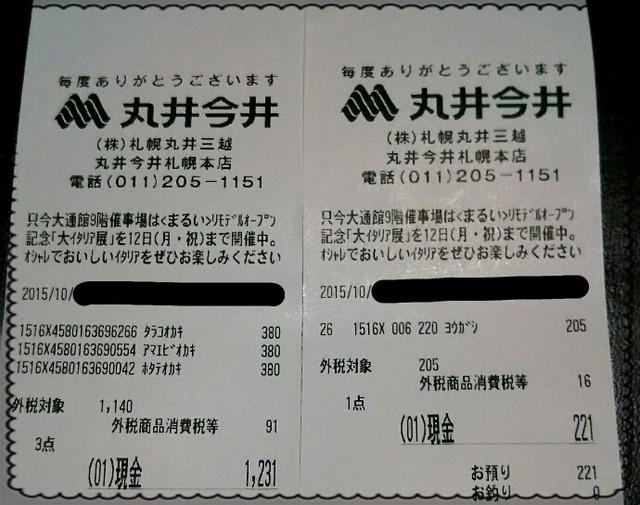 毎度ありがとうございます
丸井今井
(株)札幌丸井三越
丸井今井札幌本店
電話(011)205-1151
只今大通館9階催事場は<まるい>リモデルオープン
記念「大イタリア展」を12日(月・祝)まで開催中。
オシャレでおいしいイタリアをぜひお楽しみください
2015/10/
1516X4580163696266 タラコオカキ 380
1516X4580163690554 アマエビオカキ 380
1516X4580163690042 ホタテオカキ 380
外税対象 1,140
外税商品消費税等 91
3点
(01)現金 1,231
毎度ありがとうございます
丸井今井
(株)札幌丸井三越
丸井今井札幌本店
電話(011)205-1151
只今大通館9階催事場は<まるい>リモデルオープン
記念「大イタリア展」を12日(月・祝)まで開催中。
オシャレでおいしいイタリアをぜひお楽しみください
2015/10/
26 1516X 006 220 ヨウガシ 205
外税対象 205
外税商品消費税等 16
1点
(01)現金 221
お預り 221
お釣り 0